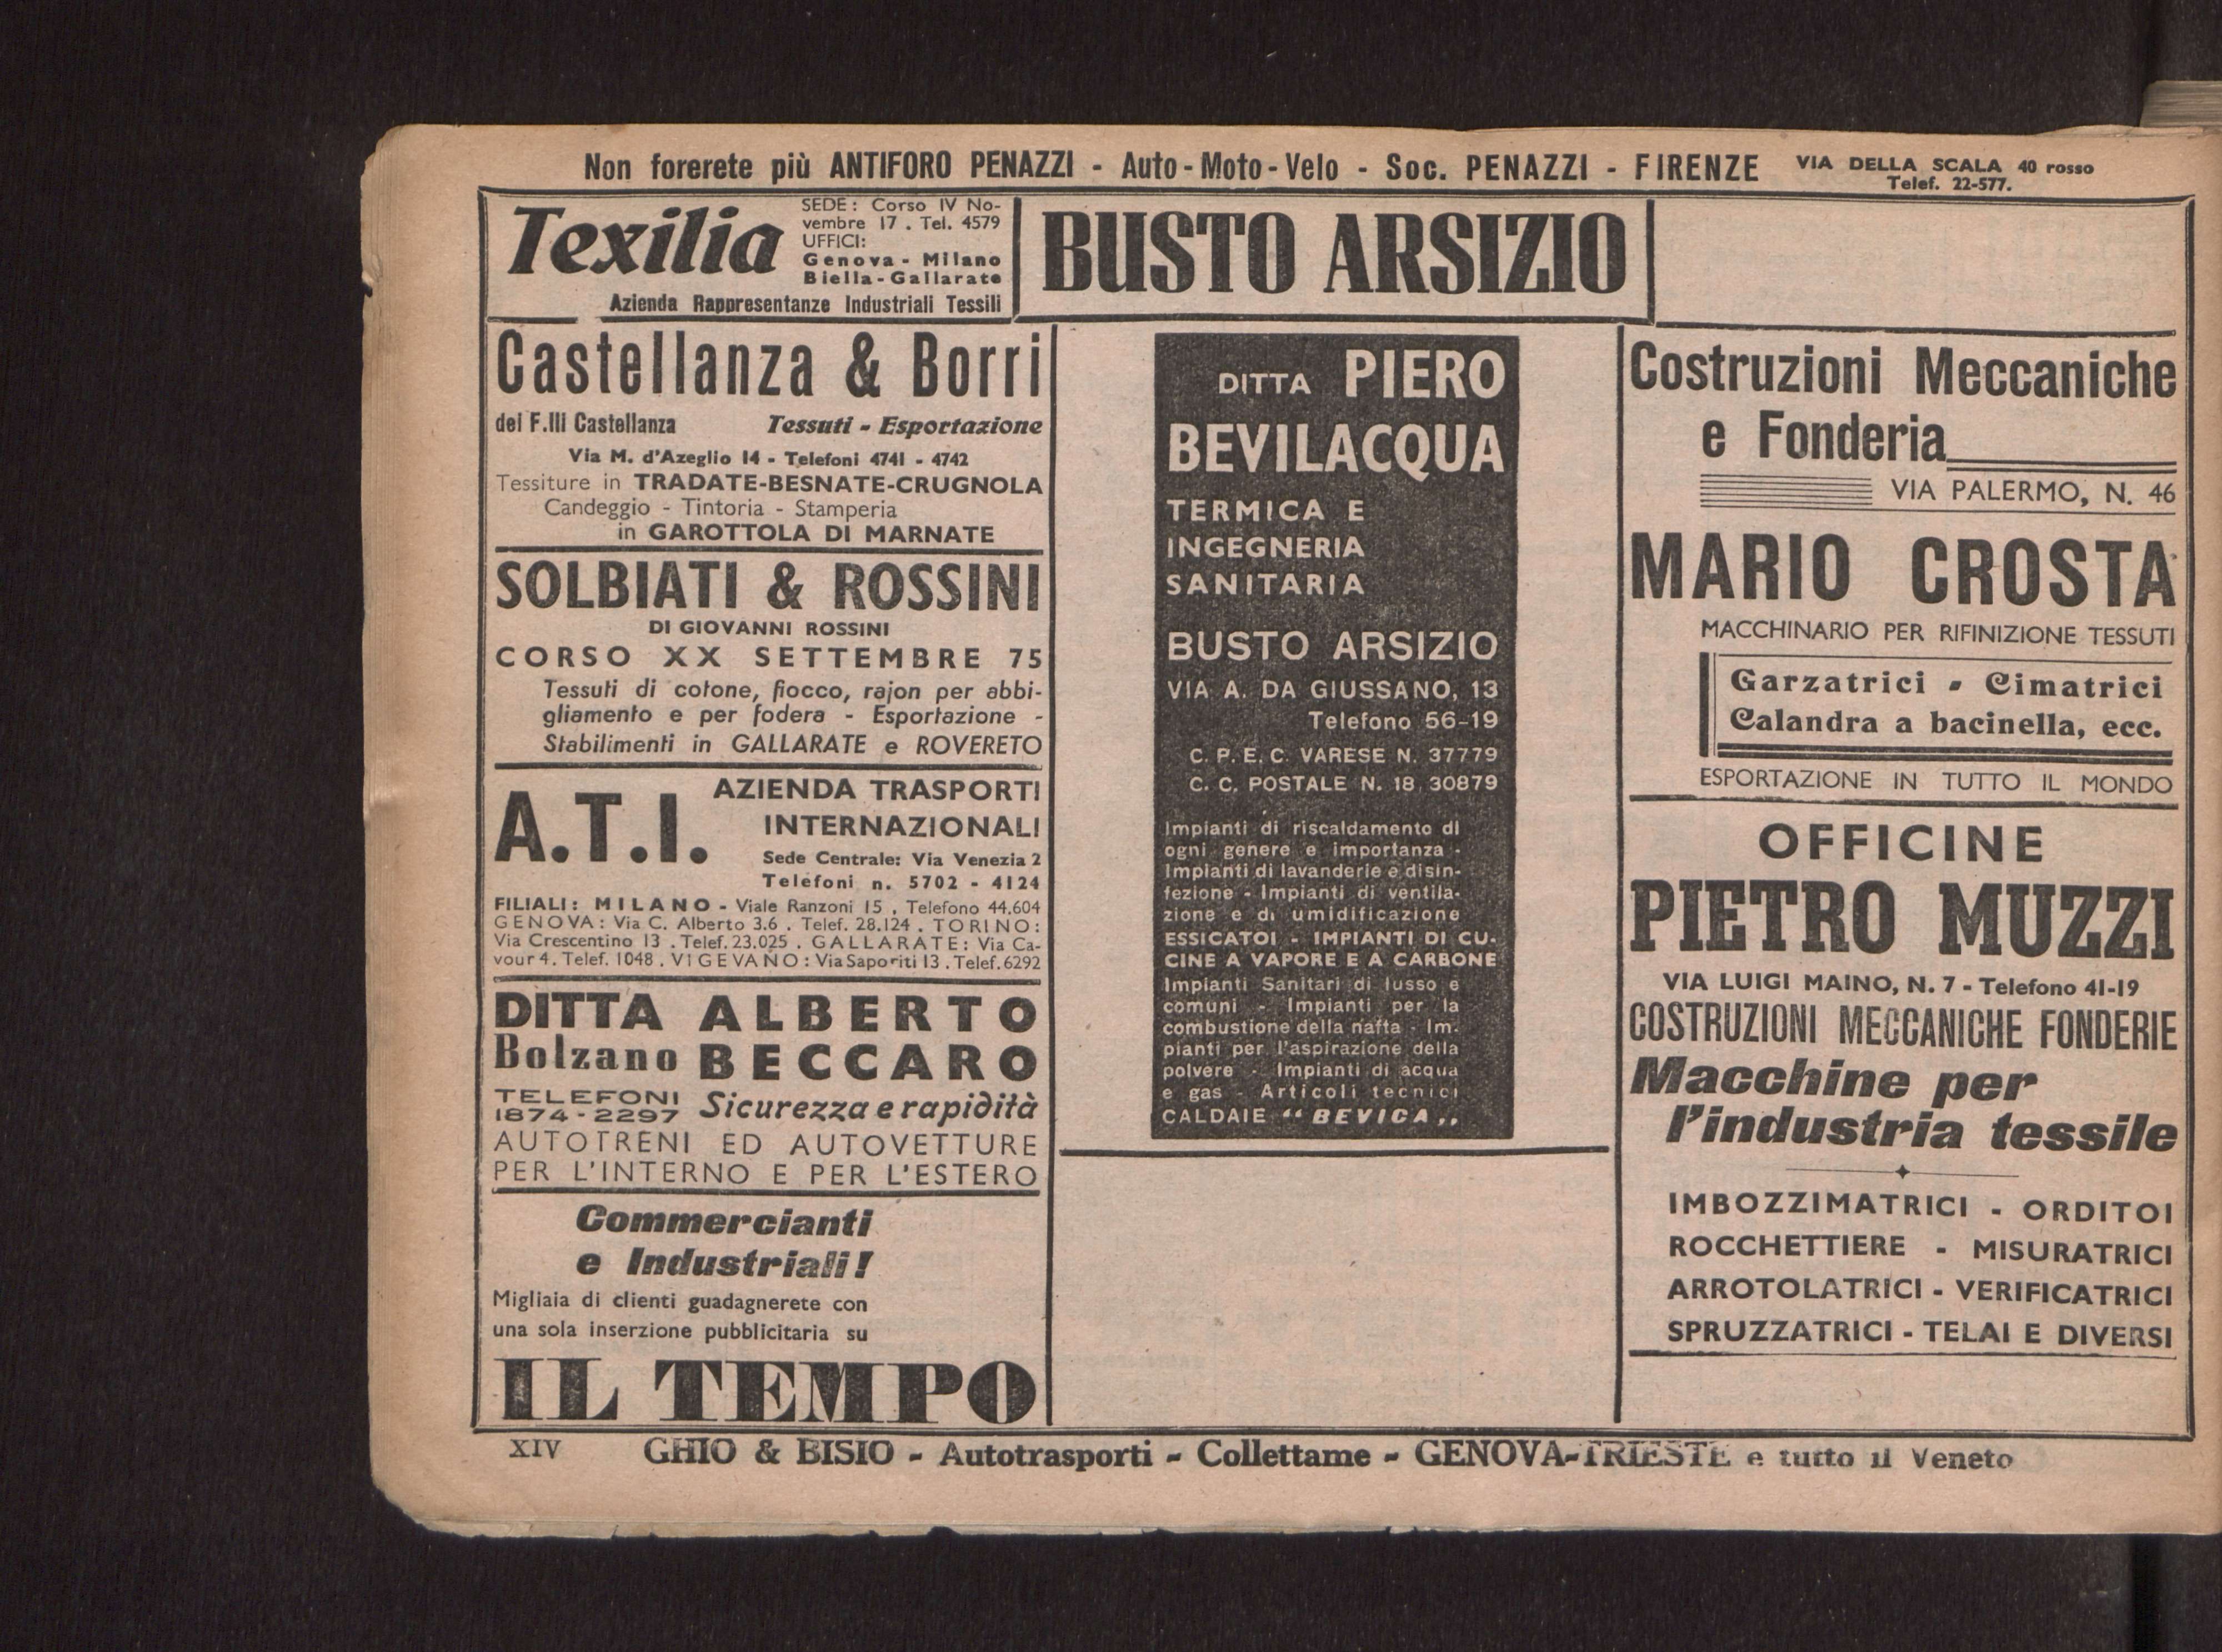 Non forerete più ANTIFORO PENAZZI - Auto-Moto-Velo - Soc. PENAZZI - FIRENZE VIA DELLA SCALA 40 rosso
Telef. 22-577.
Texilia
SEDE: Corso IV No-
vembre 17 . Tel. 4579
UFFICI:
Genova - Milano
Biella-Gallarate
Azienda Rappresentanze Industriali Tessili
BUSTO ARSIZIO
Castellanza & Borri
dei F.lli Castellanza Tessuti - Esportazione
Via M. d'Azeglio 14 - Telefoni 4741 - 4742
Tessiture in TRADATE-BESNATE-CRUGNOLA
Candeggio - Tintoria - Stamperia
in GAROTTOLA DI MARNATE
SOLBIATI & ROSSINI
DI GIOVANNI ROSSINI
CORSO XX SETTEMBRE 75
Tessuti di cotone, fiocco, rajon per abbi-
gliamento e per fodera - Esportazione -
Stabilimenti in GALLARATE e ROVERETO
A.T.I.
AZIENDA TRASPORTI
INTERNAZIONALI
Sede Centrale: Via Venezia 2
Telefoni n. 5702 - 4124
FILIALI: MILANO - Viale Ranzoni 15 , Telefono 44.604
GENOVA: Via C. Alberto 3.6 . Telef. 28.124 . TORINO:
Via Crescentino 13 . Telef. 23.025 . GALLARATE: Via Ca-
vour 4. Telef. 1048 . VIGEVANO: Via Saporiti 13 . Telef. 6292
DITTA ALBERTO
Bolzano BECCARO
TELEFONI
1874-2297
Sicurezza e rapidità
AUTOTRENI ED AUTOVETTURE
PER L'INTERNO E PER L'ESTERO
Commercianti
e Industriali!
Migliaia di clienti guadagnerete con
una sola inserzione pubblicitaria su
IL TEMPO
DITTA PIERO
BEVILACQUA
TERMICA E
INGEGNERIA
SANITARIA
BUSTO ARSIZIO
VIA A. DA GIUSSANO, 13
Telefono 56-19
C. P. E. C. VARESE N. 37779
C. C. POSTALE N. 18 30879
Impianti di riscaldamento di
ogni genere e importanza -
Impianti di lavanderie e disin-
fezione - Impianti di ventila-
zione e di umidificazione
ESSICATOI - IMPIANTI DI CU-
CINE A VAPORE E A CARBONE
Impianti Sanitari di lusso e
comuni - Impianti per la
combustione della nafta - Im-
pianti per l'aspirazione della
polvere - Impianti di acqua
e gas - Articoli tecnici
CALDAIE “ BEVICA „
Costruzioni Meccaniche
e Fonderia
VIA PALERMO, N. 46
MARIO CROSTA
MACCHINARIO PER RIFINIZIONE TESSUTI
Garzatrici - Cimatrici
Calandra a bacinella, ecc.
ESPORTAZIONE IN TUTTO IL MONDO
OFFICINE
PIETRO MUZZI
VIA LUIGI MAINO, N. 7 - Telefono 41-19
COSTRUZIONI MECCANICHE FONDERIE
Macchine per
l'industria tessile
IMBOZZIMATRICI - ORDITOI
ROCCHETTIERE - MISURATRICI
ARROTOLATRICI - VERIFICATRICI
SPRUZZATRICI - TELAI E DIVERSI
XIV GHIO & BISIO - Autotrasporti - Collettame - GENOVA-TRIESTE e tutto il Veneto